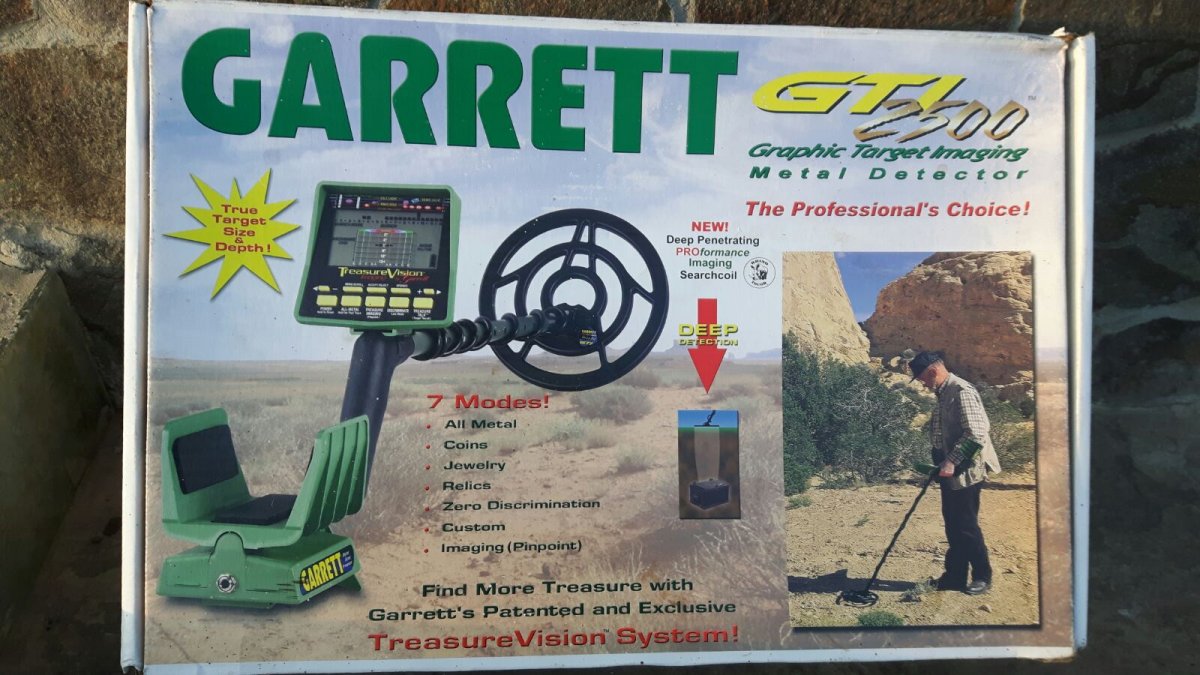 GARRETT
GTI 2500™
Graphic Target Imaging
Metal Detector
The Professional's Choice!
True
Target
Size
&
Depth!
NEW!
Deep Penetrating
PROformance
Imaging
Searchcoil
TreasureVision
DEEP
DETECTION
7 Modes!
• All Metal
• Coins
• Jewelry
• Relics
• Zero Discrimination
• Custom
• Imaging (Pinpoint)
GARRETT
Find More Treasure with
Garrett's Patented and Exclusive
TreasureVision™ System!